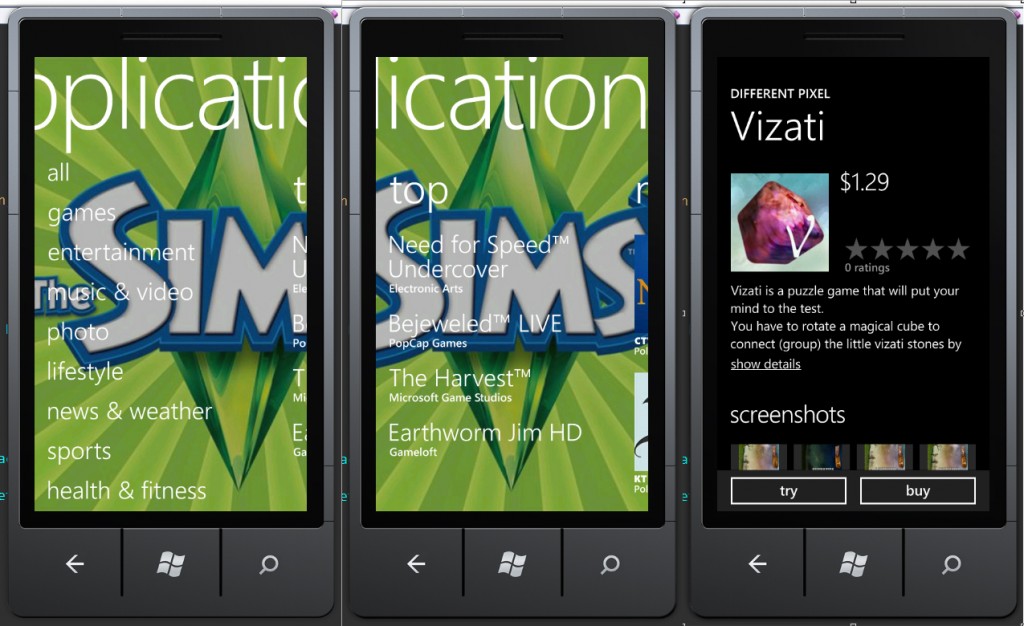 pplicatio
all
games
entertainment
music & video
photo
lifestyle
news & weather
sports
health & fitness
The SIMS
t
N
U
Ele
B
Po
T
Mi
Ea
Ga
lication
top
Need for Speed™
Undercover
Electronic Arts
Bejeweled™ LIVE
PopCap Games
The Harvest™
Microsoft Game Studios
Earthworm Jim HD
Gameloft
SIMS
CT
Pol
KT
Pol
DIFFERENT PIXEL
Vizati
$1.29
V
0 ratings
Vizati is a puzzle game that will put your
mind to the test.
You have to rotate a magical cube to
connect (group) the little vizati stones by
show details
screenshots
try
buy